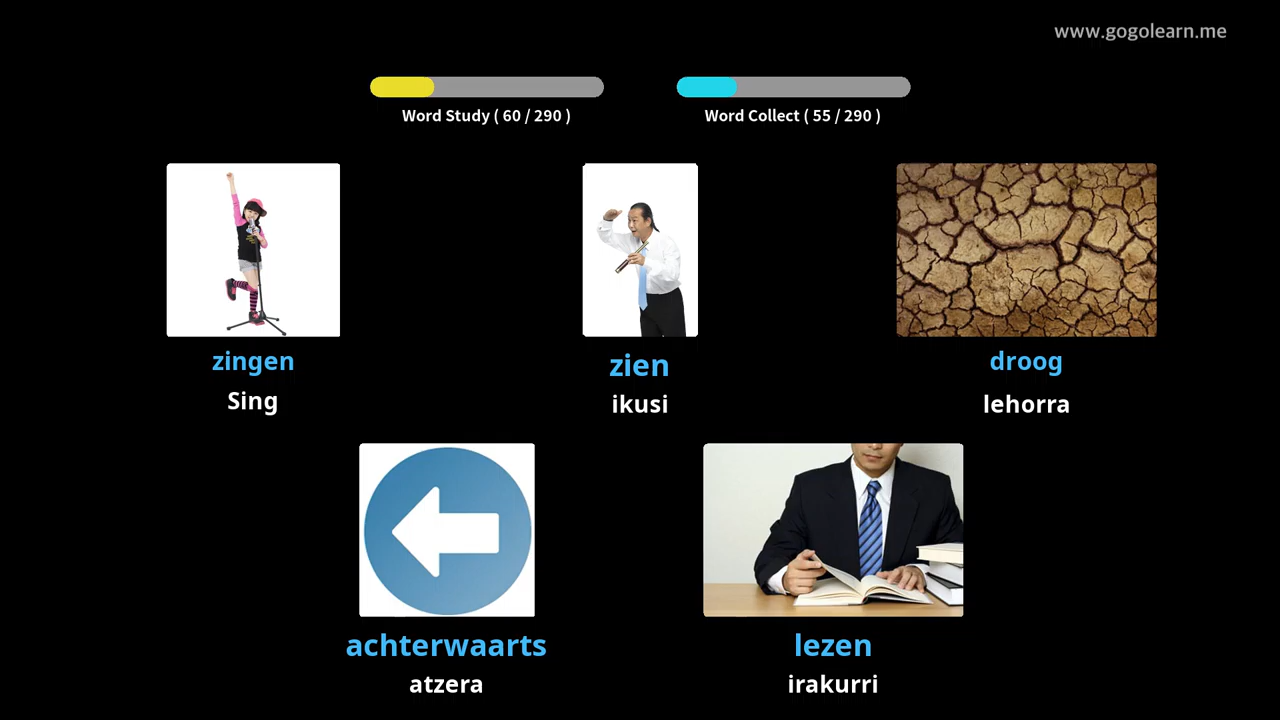 www.gogolearn.me
Word Study ( 60 / 290 )
Word Collect ( 55 / 290 )
zingen
Sing
zien
ikusi
droog
lehorra
achterwaarts
atzera
lezen
irakurri